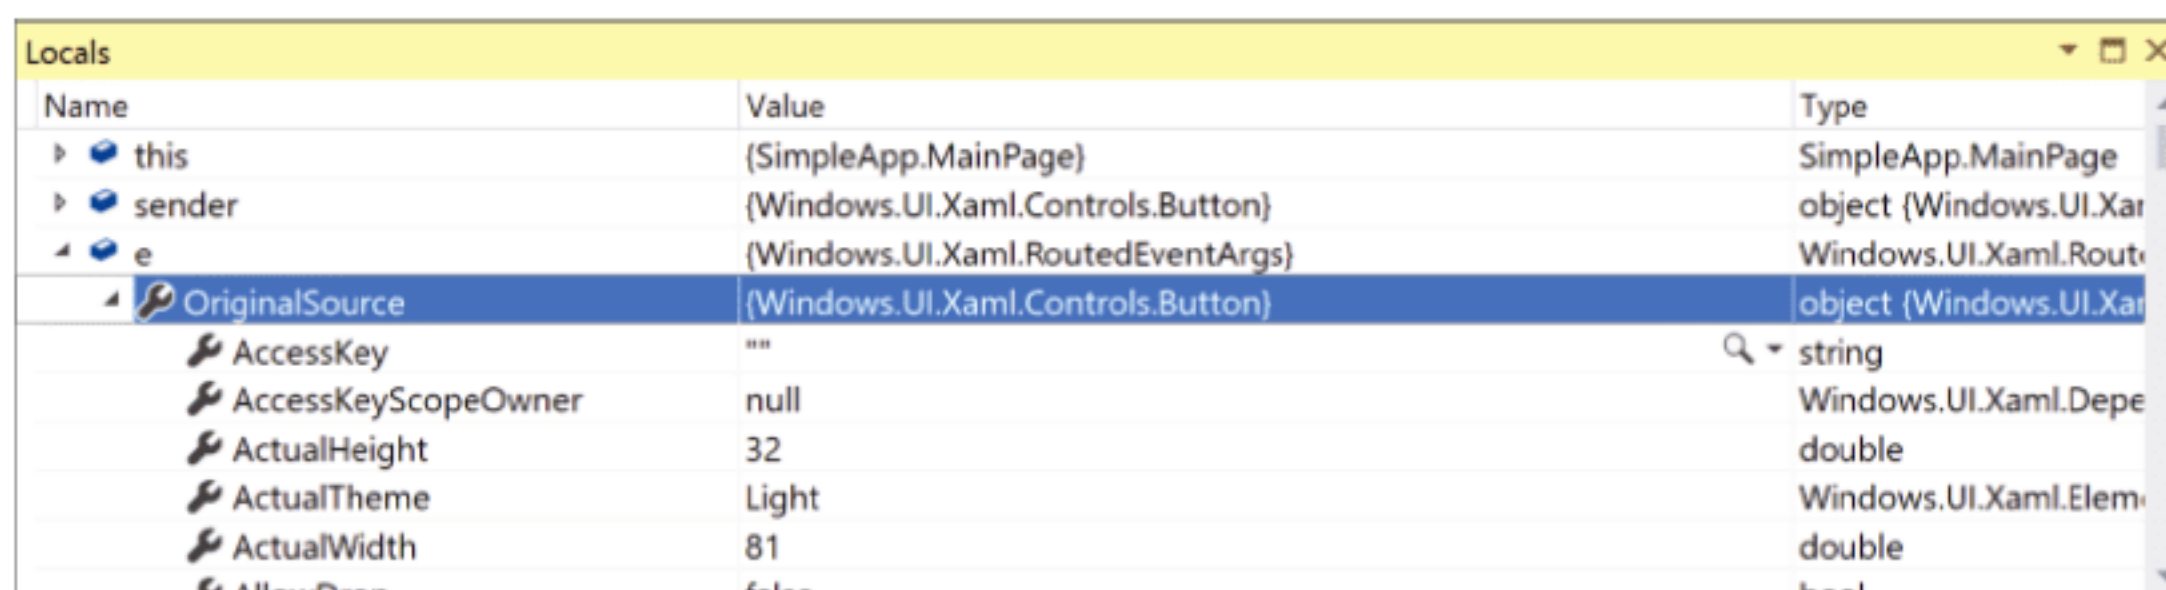 Locals
Name Value Type
this {SimpleApp.MainPage} SimpleApp.MainPage
sender {Windows.UI.Xaml.Controls.Button} object {Windows.UI.Xar
e {Windows.UI.Xaml.RoutedEventArgs} Windows.UI.Xaml.Rout
OriginalSource {Windows.UI.Xaml.Controls.Button} object {Windows.UI.Xar
AccessKey "" string
AccessKeyScopeOwner null Windows.UI.Xaml.Depe
ActualHeight 32 double
ActualTheme Light Windows.UI.Xaml.Elem
ActualWidth 81 double